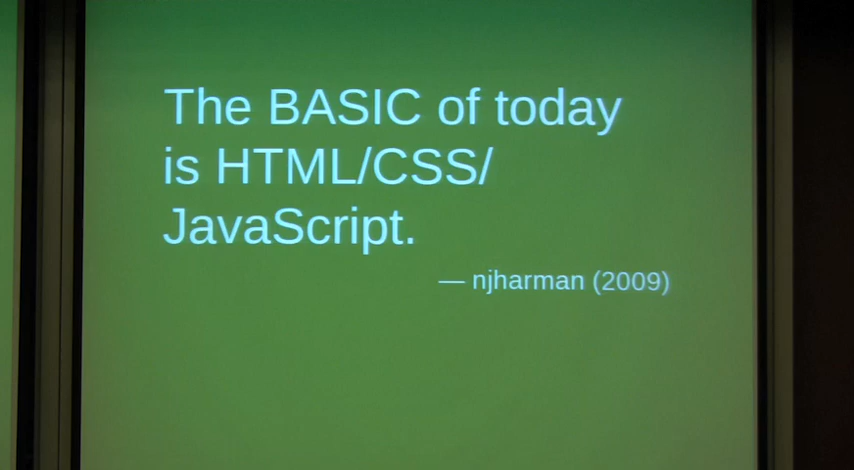 The BASIC of today
is HTML/CSS/
JavaScript.
— njharman (2009)